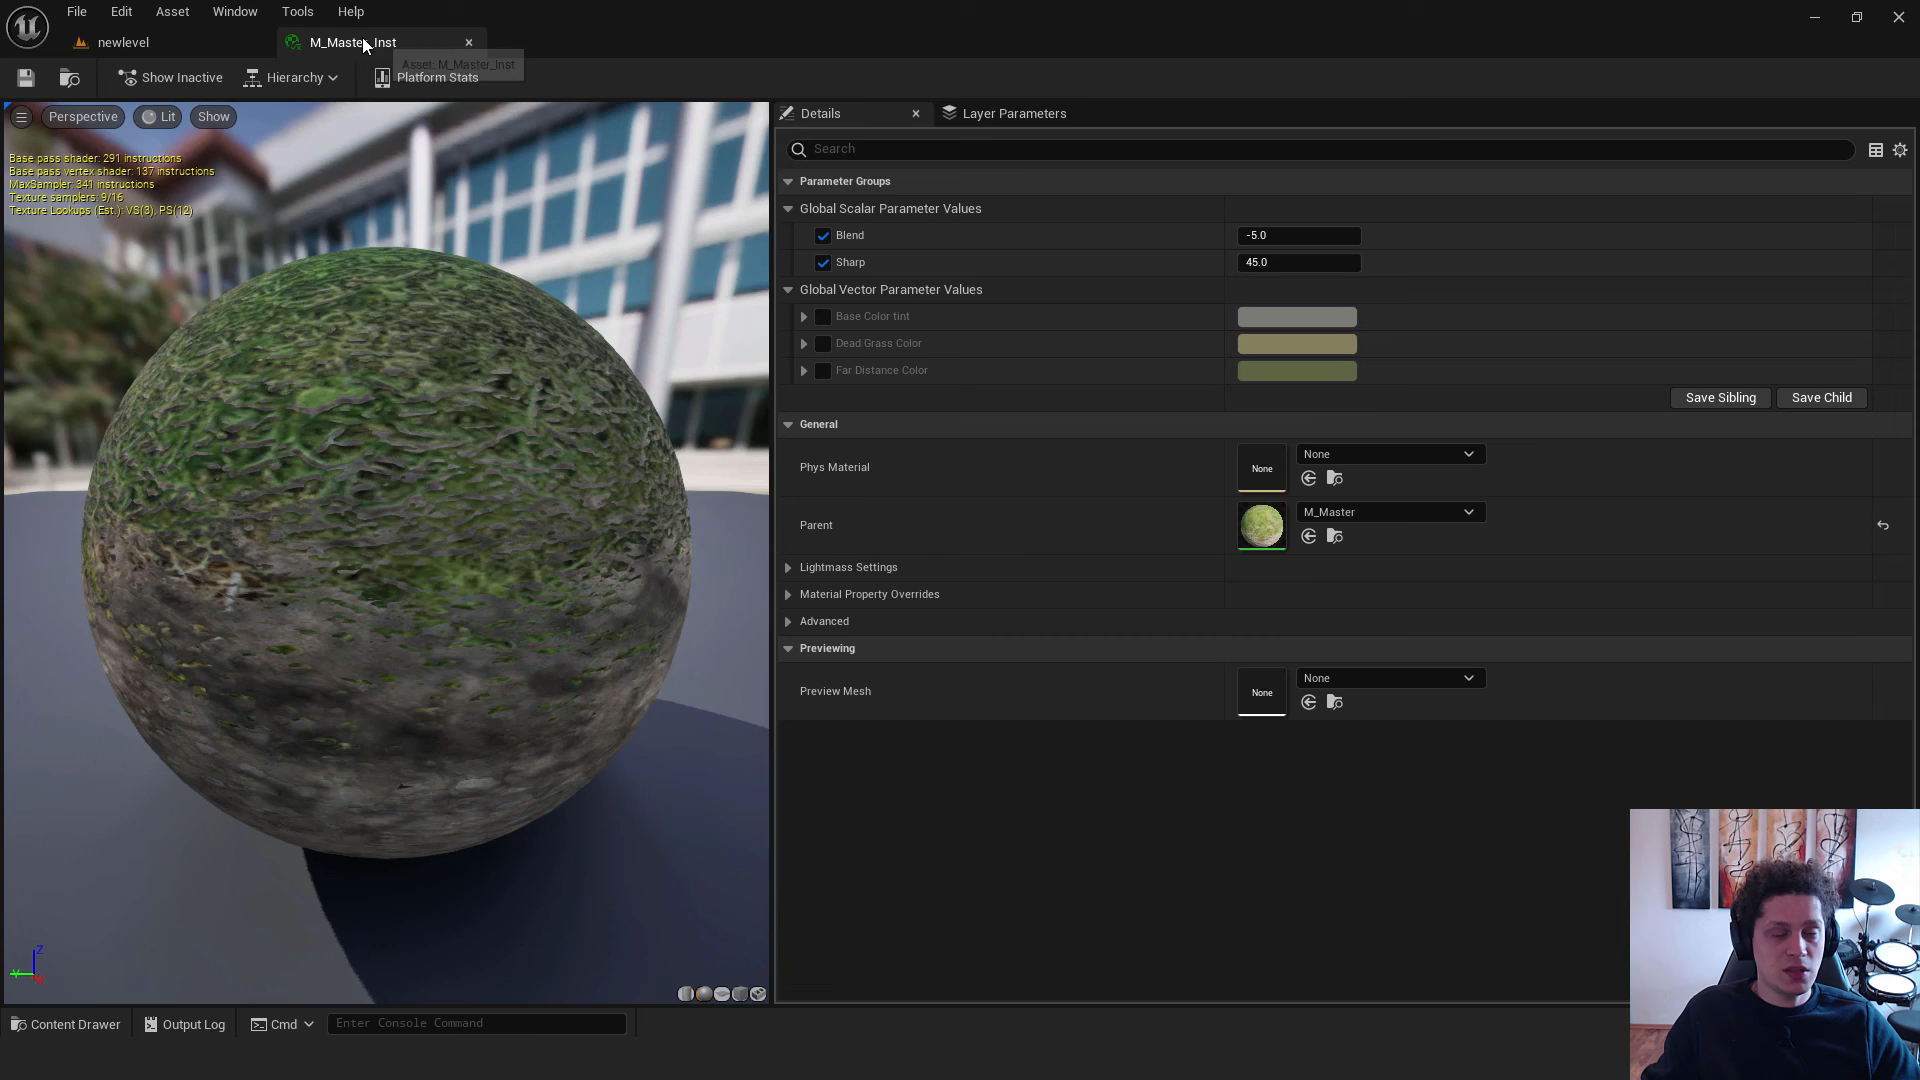 File Edit Asset Window Tools Help
newlevel
M_Master_Inst
Asset: M_Master_Inst
Show Inactive Hierarchy Platform Stats
Perspective Lit Show
Base pass shader: 291 instructions
Base pass vertex shader: 137 instructions
MaxSampler: 341 instructions
Texture samplers: 9/16
Texture Lookups (Est.): VS(3), PS(12)
Details Layer Parameters
Search
Parameter Groups
Global Scalar Parameter Values
Blend -5.0
Sharp 45.0
Global Vector Parameter Values
Base Color tint
Dead Grass Color
Far Distance Color
Save Sibling Save Child
General
Phys Material None None
Parent M_Master
Lightmass Settings
Material Property Overrides
Advanced
Previewing
Preview Mesh None None
Z
Y
X
Content Drawer Output Log Cmd Enter Console Command